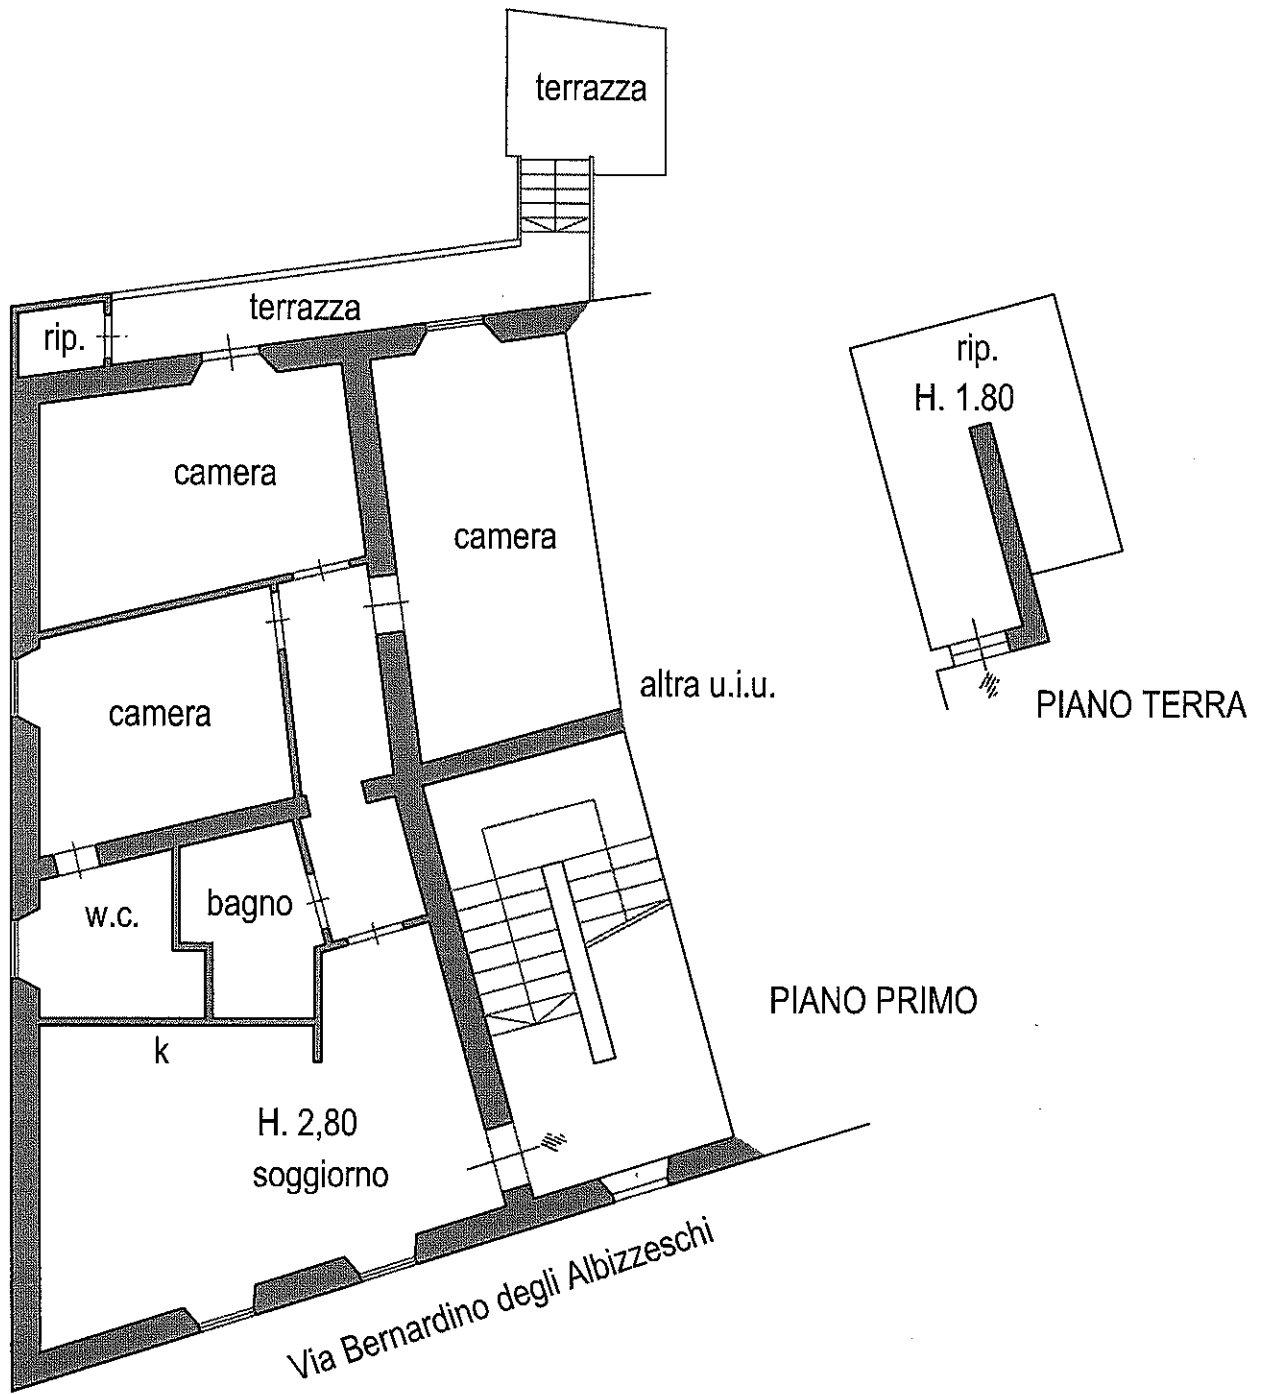 terrazza
terrazza
rip.
rip.
H. 1.80
camera
camera
camera
altra u.i.u.
PIANO TERRA
w.c.
bagno
PIANO PRIMO
k
H. 2,80
soggiorno
Via Bernardino degli Albizzeschi